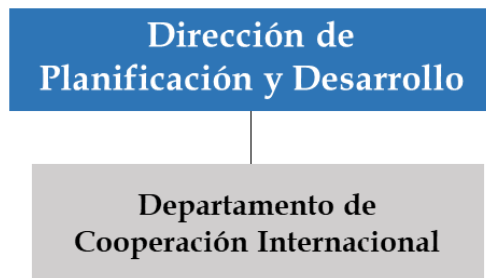 Dirección de
Planificación y Desarrollo
Departamento de
Cooperación Internacional